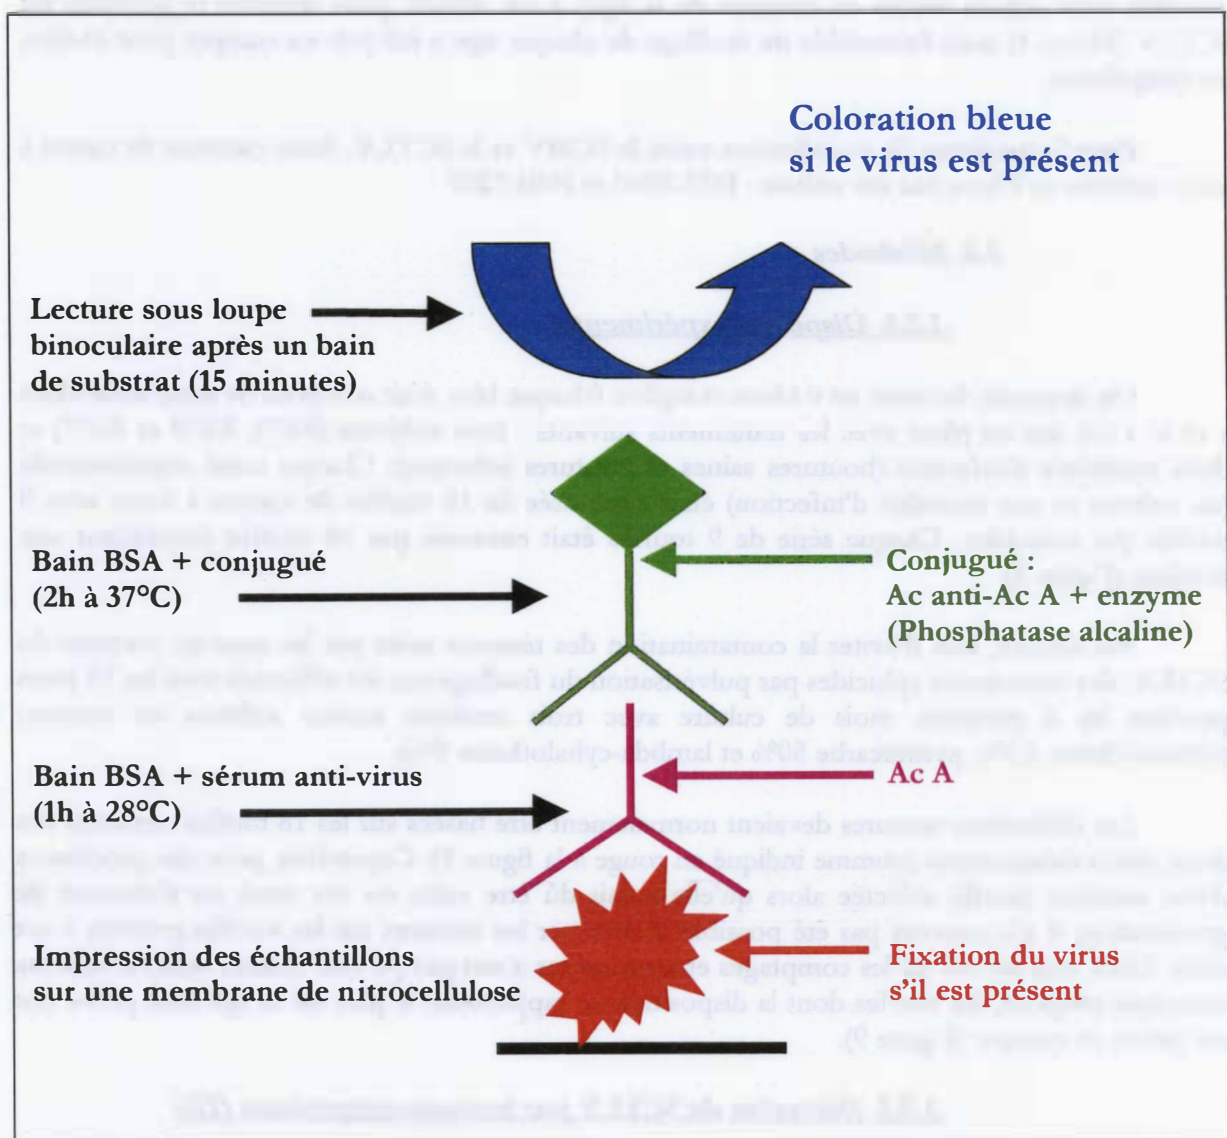 Coloration bleue
si le virus est présent
Lecture sous loupe
binoculaire après un bain
de substrat (15 minutes)
Bain BSA + conjugué
(2h à 37°C)
Conjugué :
Ac anti-Ac A + enzyme
(Phosphatase alcaline)
Bain BSA + sérum anti-virus
(1h à 28°C)
Ac A
Impression des échantillons
sur une membrane de nitrocellulose
Fixation du virus
s'il est présent